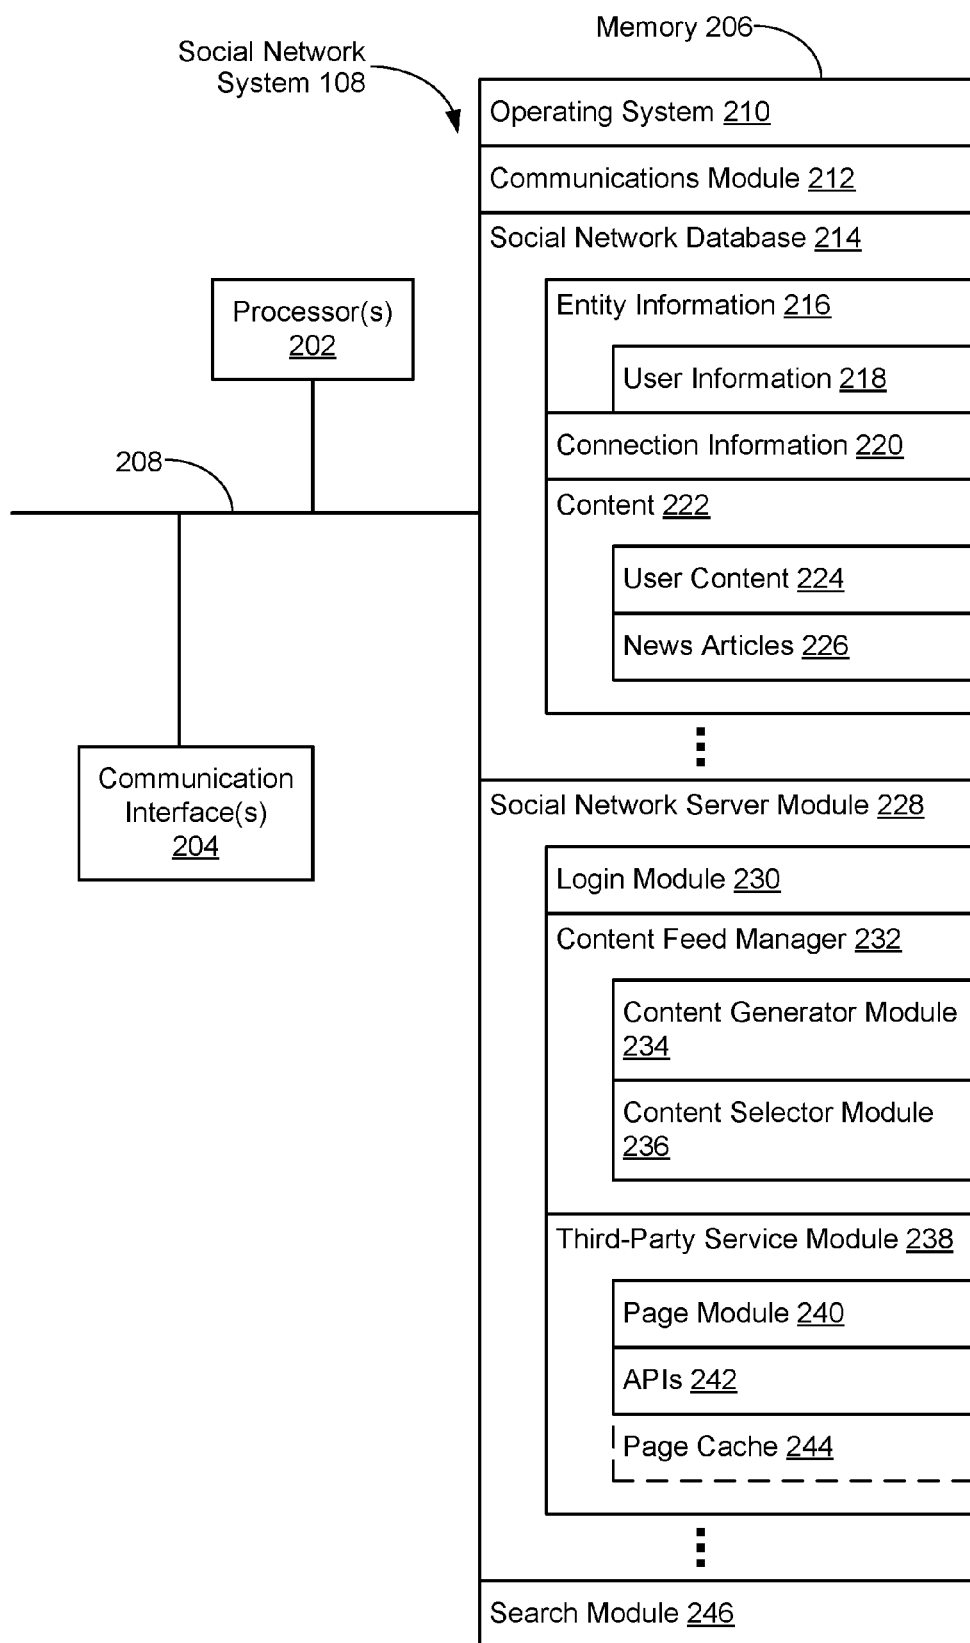 Memory 206
Social Network
System 108
Operating System 210
Communications Module 212
Social Network Database 214
Entity Information 216
User Information 218
Connection Information 220
Content 222
User Content 224
News Articles 226
Processor(s)
202
208
Communication
Interface(s)
204
Social Network Server Module 228
Login Module 230
Content Feed Manager 232
Content Generator Module
234
Content Selector Module
236
Third-Party Service Module 238
Page Module 240
APIs 242
Page Cache 244
Search Module 246